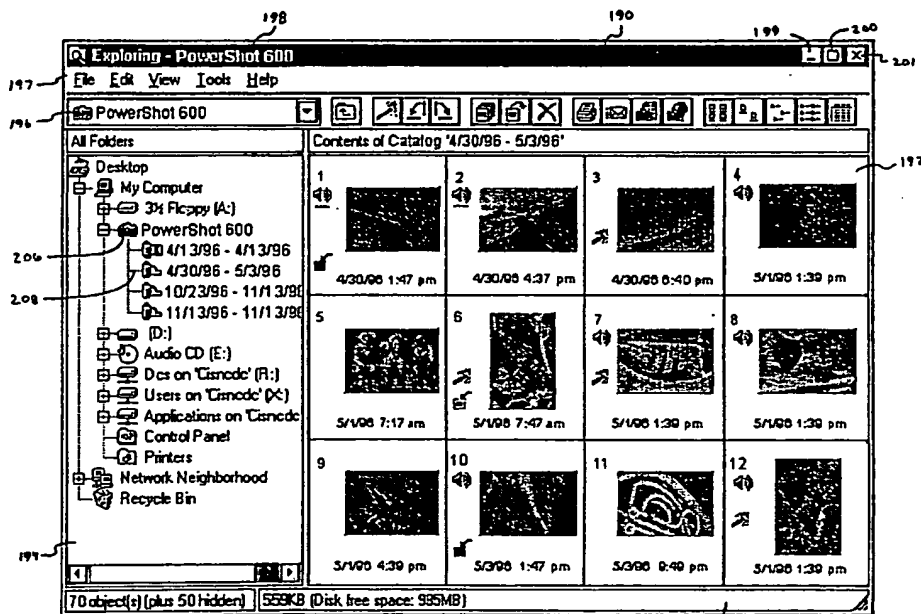 198
190
199
200
Exploring - PowerShot 600
201
197
File Edit View Tools Help
196
PowerShot 600
All Folders
Contents of Catalog '4/30/96 - 5/3/96'
Desktop
My Computer
3½ Floppy (A:)
PowerShot 600
206
4/13/96 - 4/13/96
4/30/96 - 5/3/96
208
10/23/96 - 11/13/96
11/13/96 - 11/13/96
(D:)
Audio CD (E:)
Users on 'Cisncdc' (X:)
Applications on 'Cisncdc
Control Panel
Printers
Network Neighborhood
Recycle Bin
194
1
2
3
4
4/30/96 1:47 pm
4/30/96 4:37 pm
4/30/96 6:40 pm
5/1/96 1:39 pm
5
6
7
8
5/1/96 7:17 am
5/1/96 7:47 am
5/1/96 1:39 pm
5/1/96 1:39 pm
9
10
11
12
5/1/96 4:39 pm
5/3/96 1:47 pm
5/3/96 9:49 pm
5/1/96 1:39 pm
70 object(s) (plus 50 hidden)
559KB (Disk free space: 935MB)